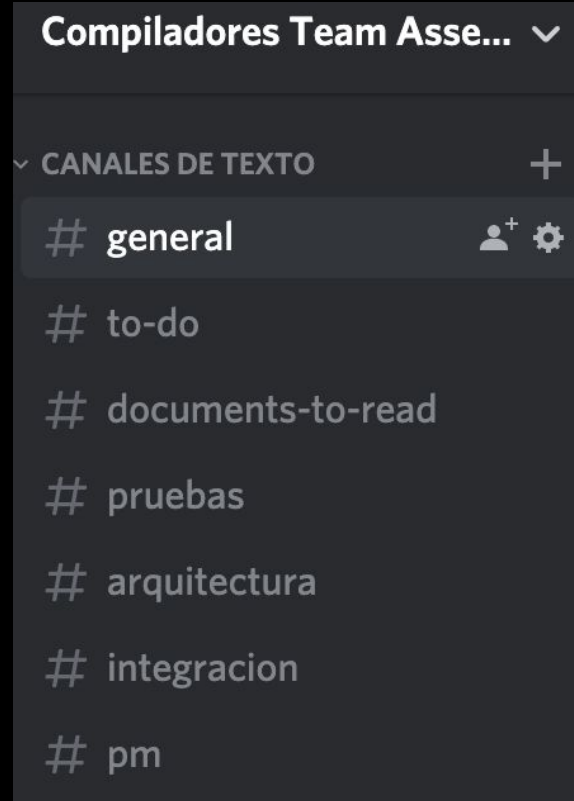 Compiladores Team Asse...
CANALES DE TEXTO
# general
# to-do
# documents-to-read
# pruebas
# arquitectura
# integracion
# pm